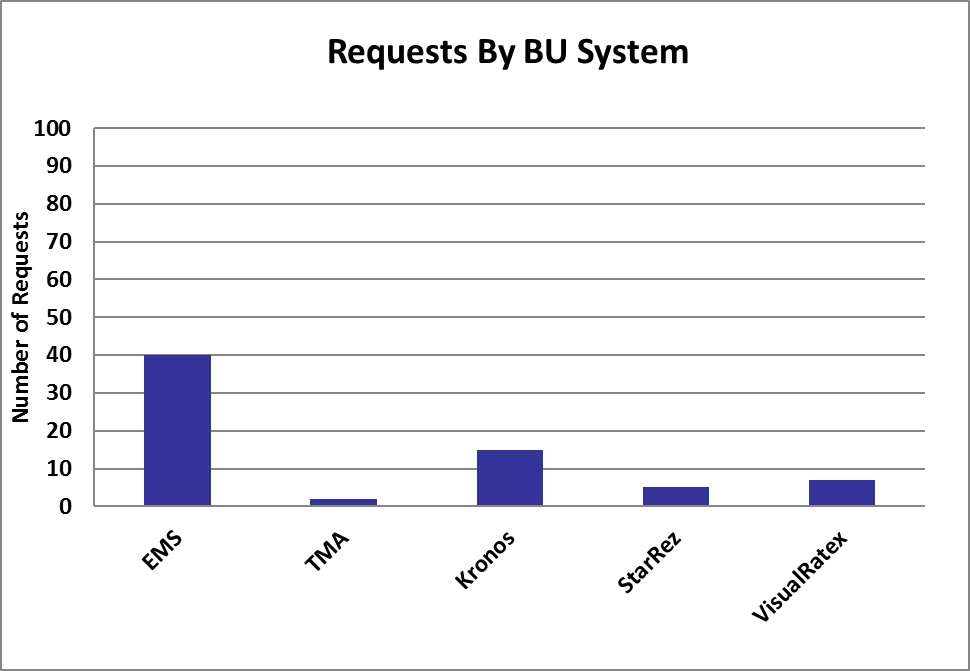 Requests By BU System
Number of Requests
100
90
80
70
60
50
40
30
20
10
0
EMS
TMA
Kronos
StarRez
VisualRatex